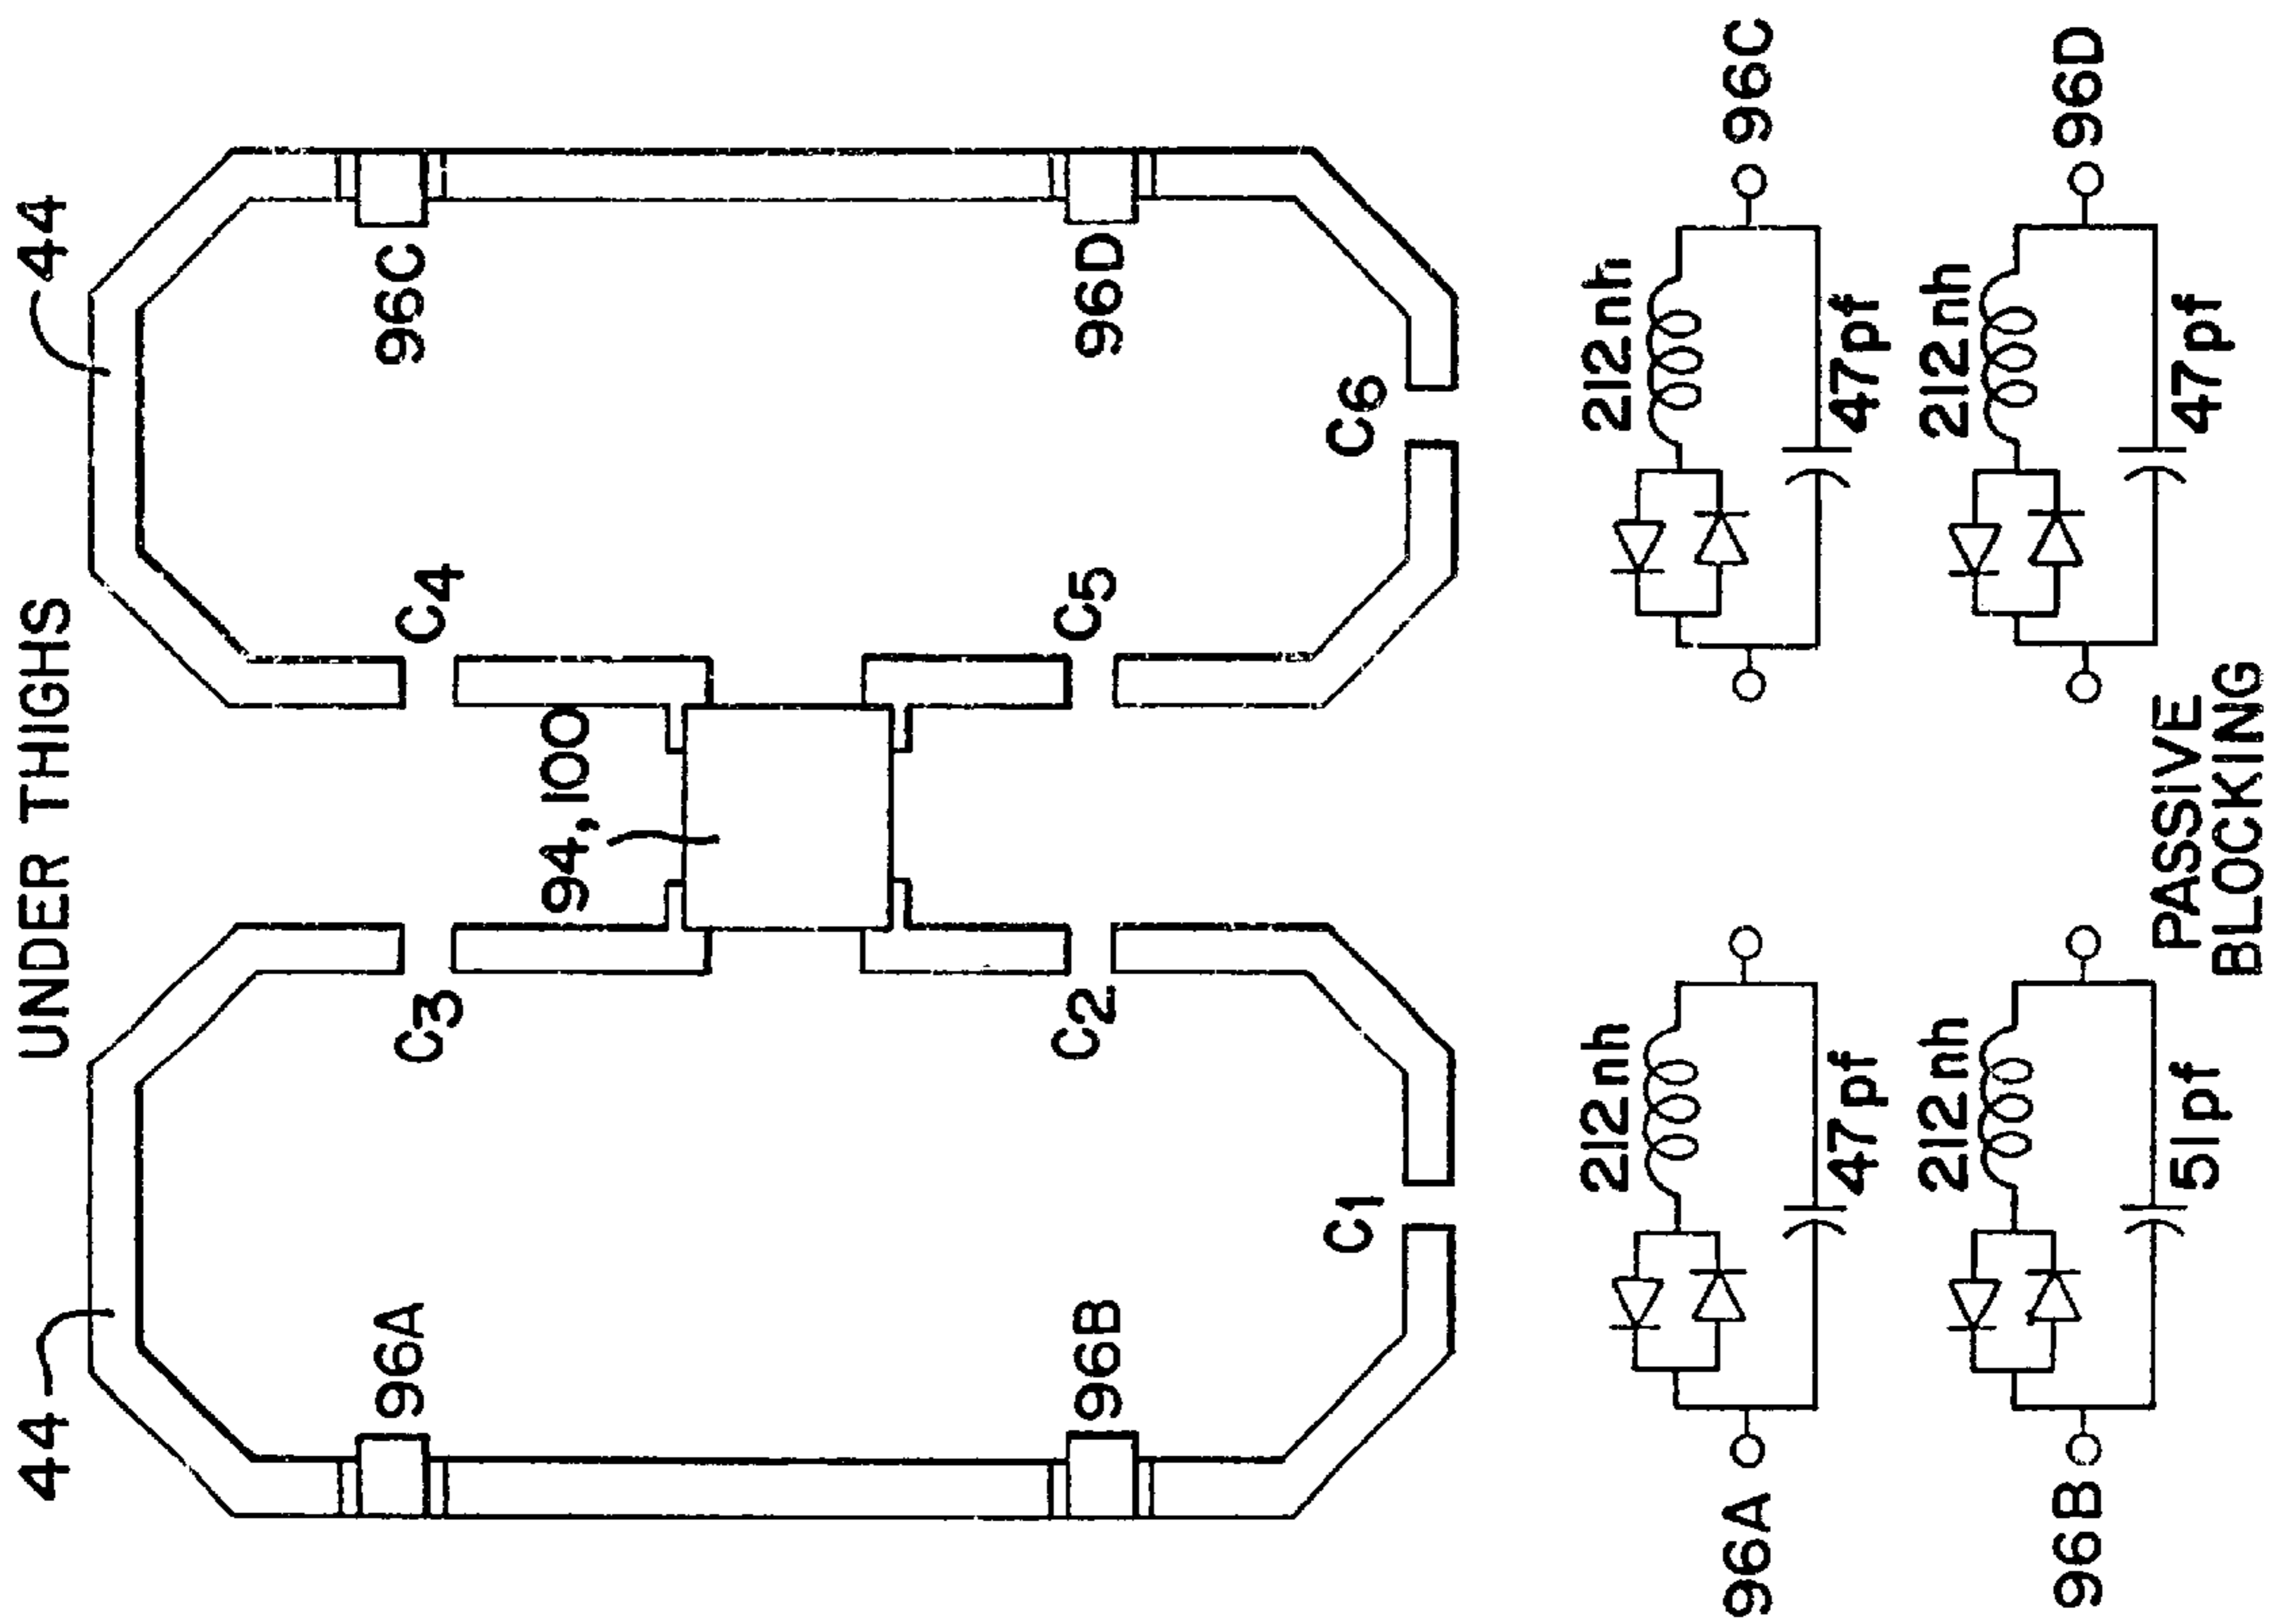 UNDER THIGHS
44
44
C3
C4
94,100
96A
96C
96B
C2
C5
96D
C1
C6
212nh
212nh
96A
96C
47pf
47pf
212nh
212nh
96B
96D
51pf
47pf
PASSIVE
BLOCKING